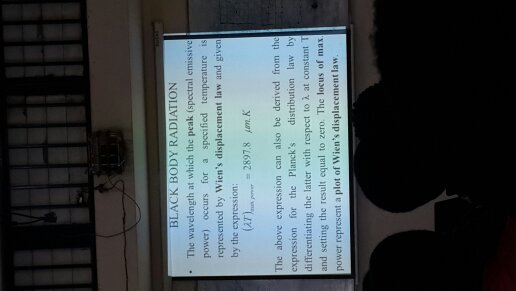 BLACK BODY RADIATION
• The wavelength at which the peak (spectral emissive
power) occurs for a specified temperature is
represented by Wien's displacement law and given
by the expression:
(λT)max, power = 2897.8 μm.K
The above expression can also be derived from the
expression for the Planck's distribution law by
differentiating the latter with respect to λ at constant T
and setting the result equal to zero. The locus of max.
power represent a plot of Wien's displacement law.